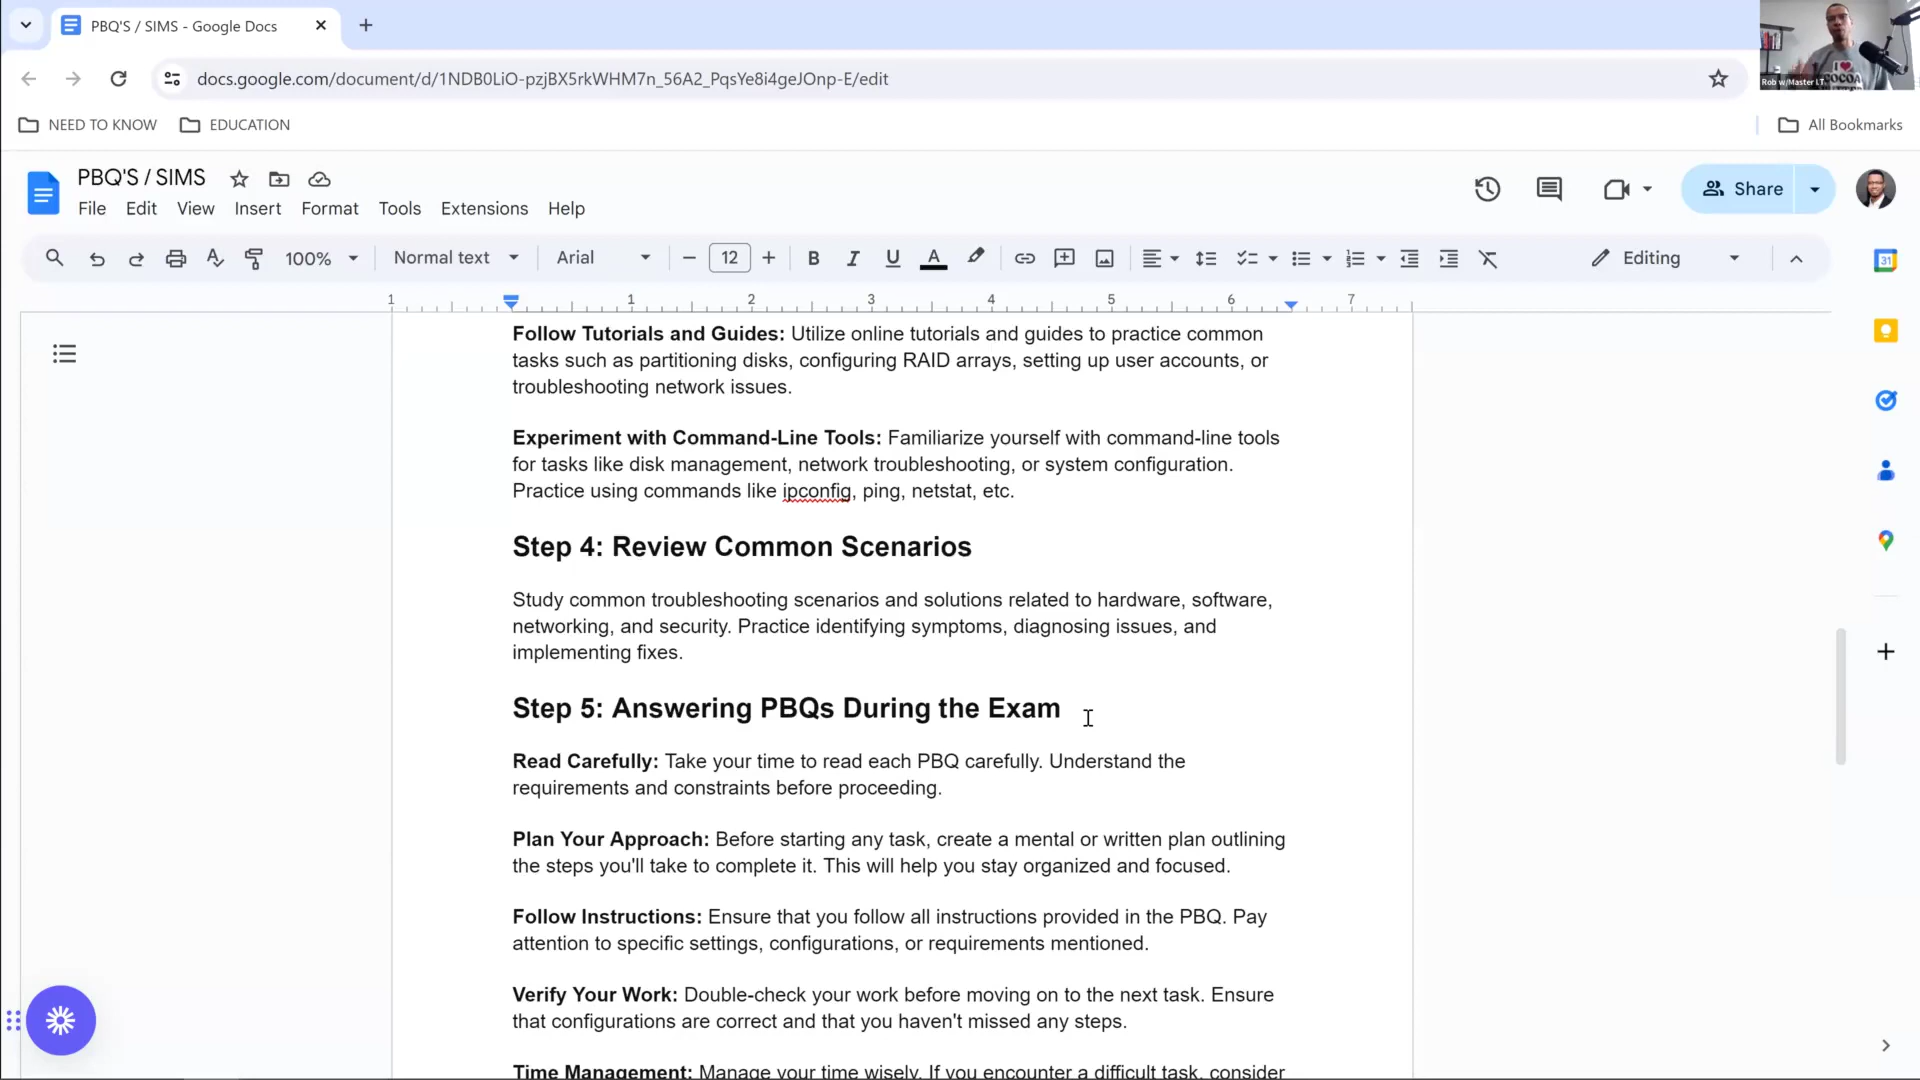 PBQ'S / SIMS - Google Docs
docs.google.com/document/d/1NDB0LiO-pzjBX5rkWHM7n_56A2_PqsYe8i4geJOnp-E/edit
Rob w/Master I.T.
I
COCOA
NEED TO KNOW
EDUCATION
All Bookmarks
PBQ'S / SIMS
File Edit View Insert Format Tools Extensions Help
Share
100% Normal text Arial 12 B I U A Editing
31
1 1 2 3 4 5 6 7
Follow Tutorials and Guides: Utilize online tutorials and guides to practice common
tasks such as partitioning disks, configuring RAID arrays, setting up user accounts, or
troubleshooting network issues.
Experiment with Command-Line Tools: Familiarize yourself with command-line tools
for tasks like disk management, network troubleshooting, or system configuration.
Practice using commands like ipconfig, ping, netstat, etc.
Step 4: Review Common Scenarios
Study common troubleshooting scenarios and solutions related to hardware, software,
networking, and security. Practice identifying symptoms, diagnosing issues, and
implementing fixes.
Step 5: Answering PBQs During the Exam
Read Carefully: Take your time to read each PBQ carefully. Understand the
requirements and constraints before proceeding.
Plan Your Approach: Before starting any task, create a mental or written plan outlining
the steps you'll take to complete it. This will help you stay organized and focused.
Follow Instructions: Ensure that you follow all instructions provided in the PBQ. Pay
attention to specific settings, configurations, or requirements mentioned.
Verify Your Work: Double-check your work before moving on to the next task. Ensure
that configurations are correct and that you haven't missed any steps.
Time Management: Manage your time wisely. If you encounter a difficult task, consider